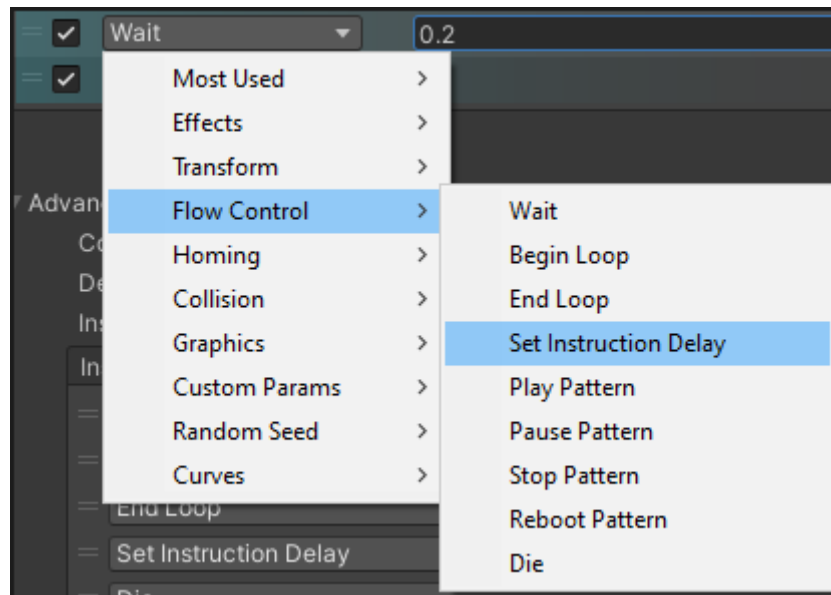 Wait 0.2
Most Used
Effects
Transform
Advan Flow Control Wait
Homing Begin Loop
Collision End Loop
Graphics Set Instruction Delay
In Custom Params Play Pattern
Random Seed Pause Pattern
Curves Stop Pattern
End Loop Reboot Pattern
Set Instruction Delay Die